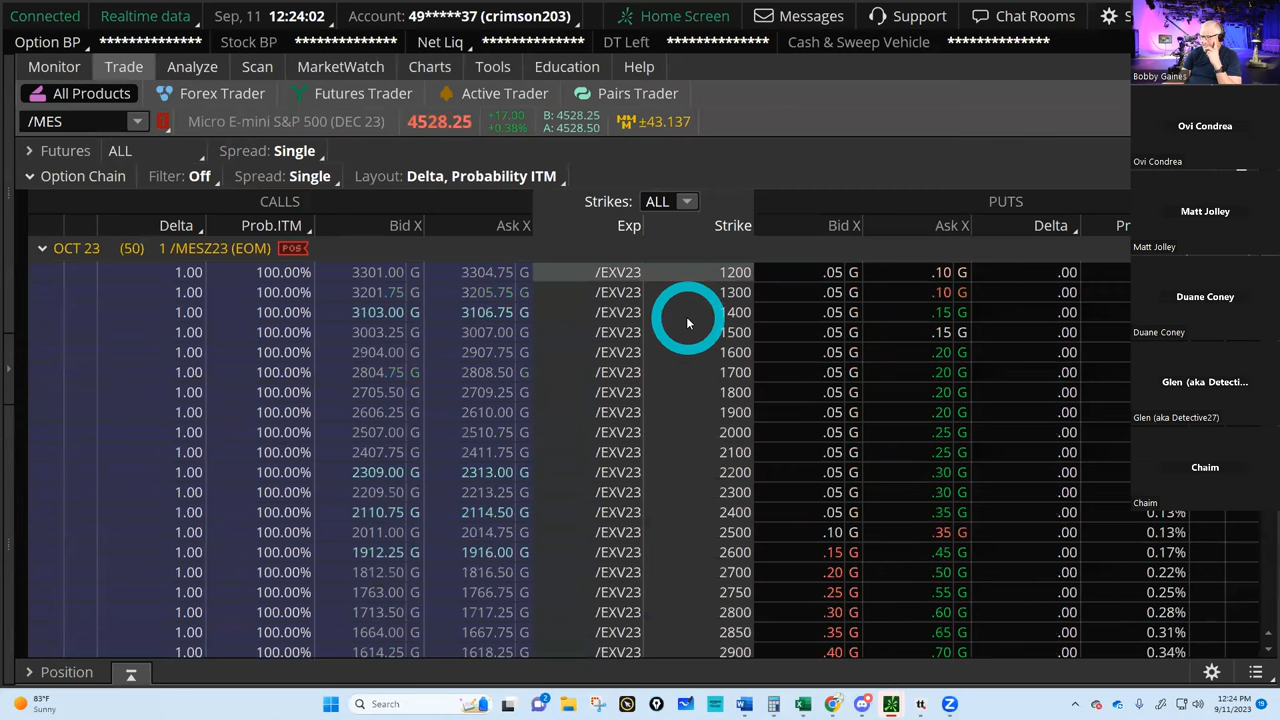 Connected Realtime data Sep, 11 12:24:02 Account: 49*****37 (crimson203) Home Screen Messages Support Chat Rooms S
Option BP ************** Stock BP ************** Net Liq ************** DT Left ************** Cash & Sweep Vehicle **************
Monitor Trade Analyze Scan MarketWatch Charts Tools Education Help
Bobby Gaines
All Products Forex Trader Futures Trader Active Trader Pairs Trader
/MES Micro E-mini S&P 500 (DEC 23) 4528.25 +17.00 +0.38% B: 4528.25 A: 4528.50 ±43.137
Ovi Condrea
Ovi Condrea
Futures ALL Spread: Single
Option Chain Filter: Off Spread: Single Layout: Delta, Probability ITM
CALLS Strikes: ALL PUTS
Matt Jolley
Matt Jolley
Delta Prob.ITM Bid X Ask X Exp Strike Bid X Ask X Delta Pr
OCT 23 (50) 1 /MESZ23 (EOM) POS
1.00 100.00% 3301.00 G 3304.75 G /EXV23 1200 .05 G .10 G .00
1.00 100.00% 3201.75 G 3205.75 G /EXV23 1300 .05 G .10 G .00
Duane Coney
1.00 100.00% 3103.00 G 3106.75 G /EXV23 1400 .05 G .15 G .00
1.00 100.00% 3003.25 G 3007.00 G /EXV23 1500 .05 G .15 G .00
Duane Coney
1.00 100.00% 2904.00 G 2907.75 G /EXV23 1600 .05 G .20 G .00
1.00 100.00% 2804.75 G 2808.50 G /EXV23 1700 .05 G .20 G .00
Glen (aka Detecti...
1.00 100.00% 2705.50 G 2709.25 G /EXV23 1800 .05 G .20 G .00
1.00 100.00% 2606.25 G 2610.00 G /EXV23 1900 .05 G .20 G .00
Glen (aka Detective27)
1.00 100.00% 2507.00 G 2510.75 G /EXV23 2000 .05 G .25 G .00
1.00 100.00% 2407.75 G 2411.75 G /EXV23 2100 .05 G .25 G .00
Chaim
1.00 100.00% 2309.00 G 2313.00 G /EXV23 2200 .05 G .30 G .00
1.00 100.00% 2209.50 G 2213.25 G /EXV23 2300 .05 G .30 G .00
Chaim
1.00 100.00% 2110.75 G 2114.50 G /EXV23 2400 .05 G .35 G .00 0.13%
1.00 100.00% 2011.00 G 2014.75 G /EXV23 2500 .10 G .35 G .00 0.13%
1.00 100.00% 1912.25 G 1916.00 G /EXV23 2600 .15 G .45 G .00 0.17%
1.00 100.00% 1812.50 G 1816.50 G /EXV23 2700 .20 G .50 G .00 0.22%
1.00 100.00% 1763.00 G 1766.75 G /EXV23 2750 .25 G .55 G .00 0.25%
1.00 100.00% 1713.50 G 1717.25 G /EXV23 2800 .30 G .60 G .00 0.28%
1.00 100.00% 1664.00 G 1667.75 G /EXV23 2850 .35 G .65 G .00 0.31%
1.00 100.00% 1614.25 G 1618.25 G /EXV23 2900 .40 G .70 G .00 0.34%
Position
83°F
Sunny
Search
2
tt
12:24 PM
9/11/2023
19